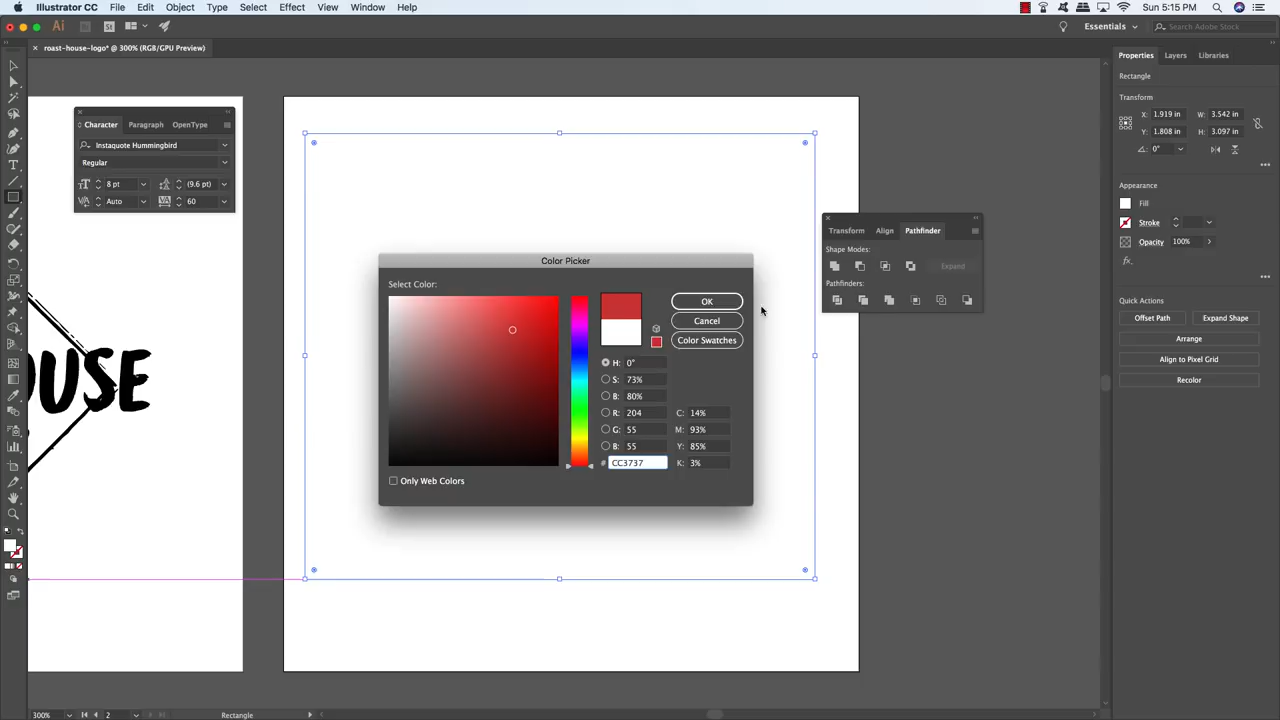 Illustrator CC File Edit Object Type Select Effect View Window Help Sun 5:15 PM
Ai St Essentials Search Adobe Stock
roast-house-logo* @ 300% (RGB/GPU Preview)
Properties Layers Libraries
Rectangle
Transform
X: 1.919 in W: 3.542 in
Y: 1.808 in H: 3.097 in
0°
Appearance
Fill
Stroke
Opacity 100%
fx.
Quick Actions
Offset Path Expand Shape
Arrange
Align to Pixel Grid
Recolor
Character Paragraph OpenType
Instaquote Hummingbird
Regular
8 pt (9.6 pt)
Auto 60
OUSE
Transform Align Pathfinder
Shape Modes:
Expand
Pathfinders:
Color Picker
Select Color:
OK
Cancel
Color Swatches
H: 0°
S: 73%
B: 80%
R: 204 C: 14%
G: 55 M: 93%
B: 55 Y: 85%
# CC3737 K: 3%
Only Web Colors
300% 2 Rectangle